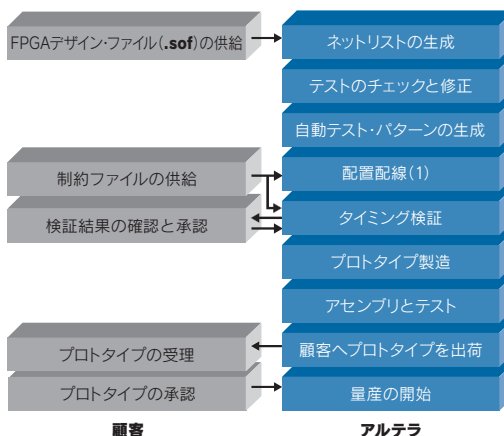 FPGAデザイン・ファイル(.sof)の供給
ネットリストの生成
テストのチェックと修正
自動テスト・パターンの生成
制約ファイルの供給
配置配線(1)
検証結果の確認と承認
タイミング検証
プロトタイプ製造
アセンブリとテスト
プロトタイプの受理
顧客へプロトタイプを出荷
プロトタイプの承認
量産の開始
顧客
アルテラ